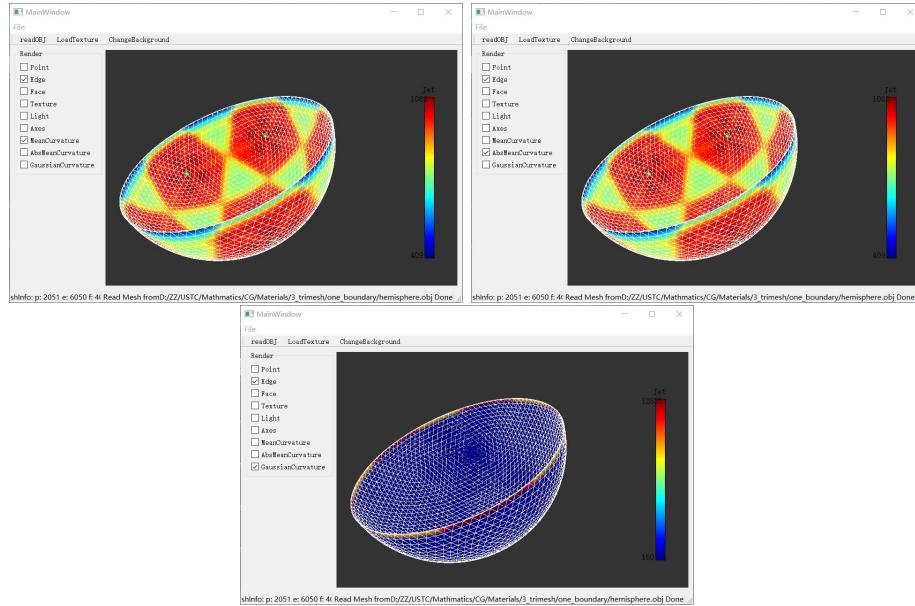 MainWindow
File
readOBJ LoadTexture ChangeBackground
Render
Point
Edge
Face
Texture
Light
Axes
MeanCurvature
AbsMeanCurvature
GaussianCurvature
Jet
shInfo: p: 2051 e: 6050 f: 4( Read Mesh fromD:/ZZ/USTC/Mathmatics/CG/Materials/3_trimesh/one_boundary/hemisphere.obj Done
MainWindow
File
readOBJ LoadTexture ChangeBackground
Render
Point
Edge
Face
Texture
Light
Axes
MeanCurvature
AbsMeanCurvature
GaussianCurvature
Jet
shInfo: p: 2051 e: 6050 f: 4( Read Mesh fromD:/ZZ/USTC/Mathmatics/CG/Materials/3_trimesh/one_boundary/hemisphere.obj Done
MainWindow
File
readOBJ LoadTexture ChangeBackground
Render
Point
Edge
Face
Texture
Light
Axes
MeanCurvature
AbsMeanCurvature
GaussianCurvature
Jet
shInfo: p: 2051 e: 6050 f: 4( Read Mesh fromD:/ZZ/USTC/Mathmatics/CG/Materials/3_trimesh/one_boundary/hemisphere.obj Done